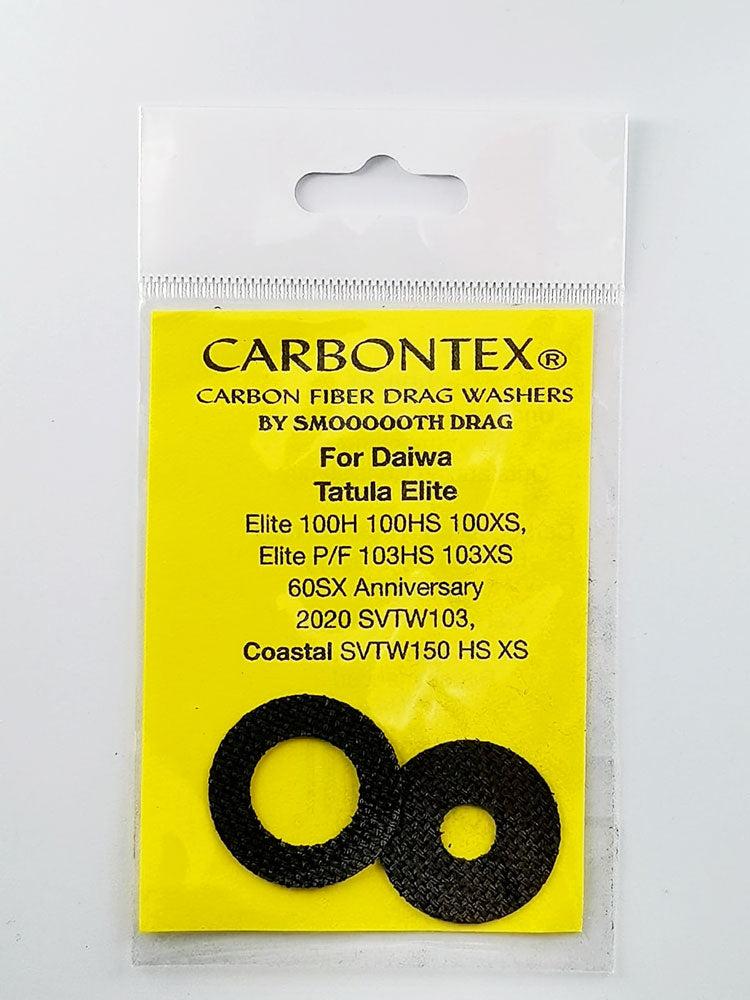 CARBONTEX®
CARBON FIBER DRAG WASHERS
BY SMOOOOOTH DRAG
For Daiwa
Tatula Elite
Elite 100H 100HS 100XS,
Elite P/F 103HS 103XS
60SX Anniversary
2020 SVTW103,
Coastal SVTW150 HS XS